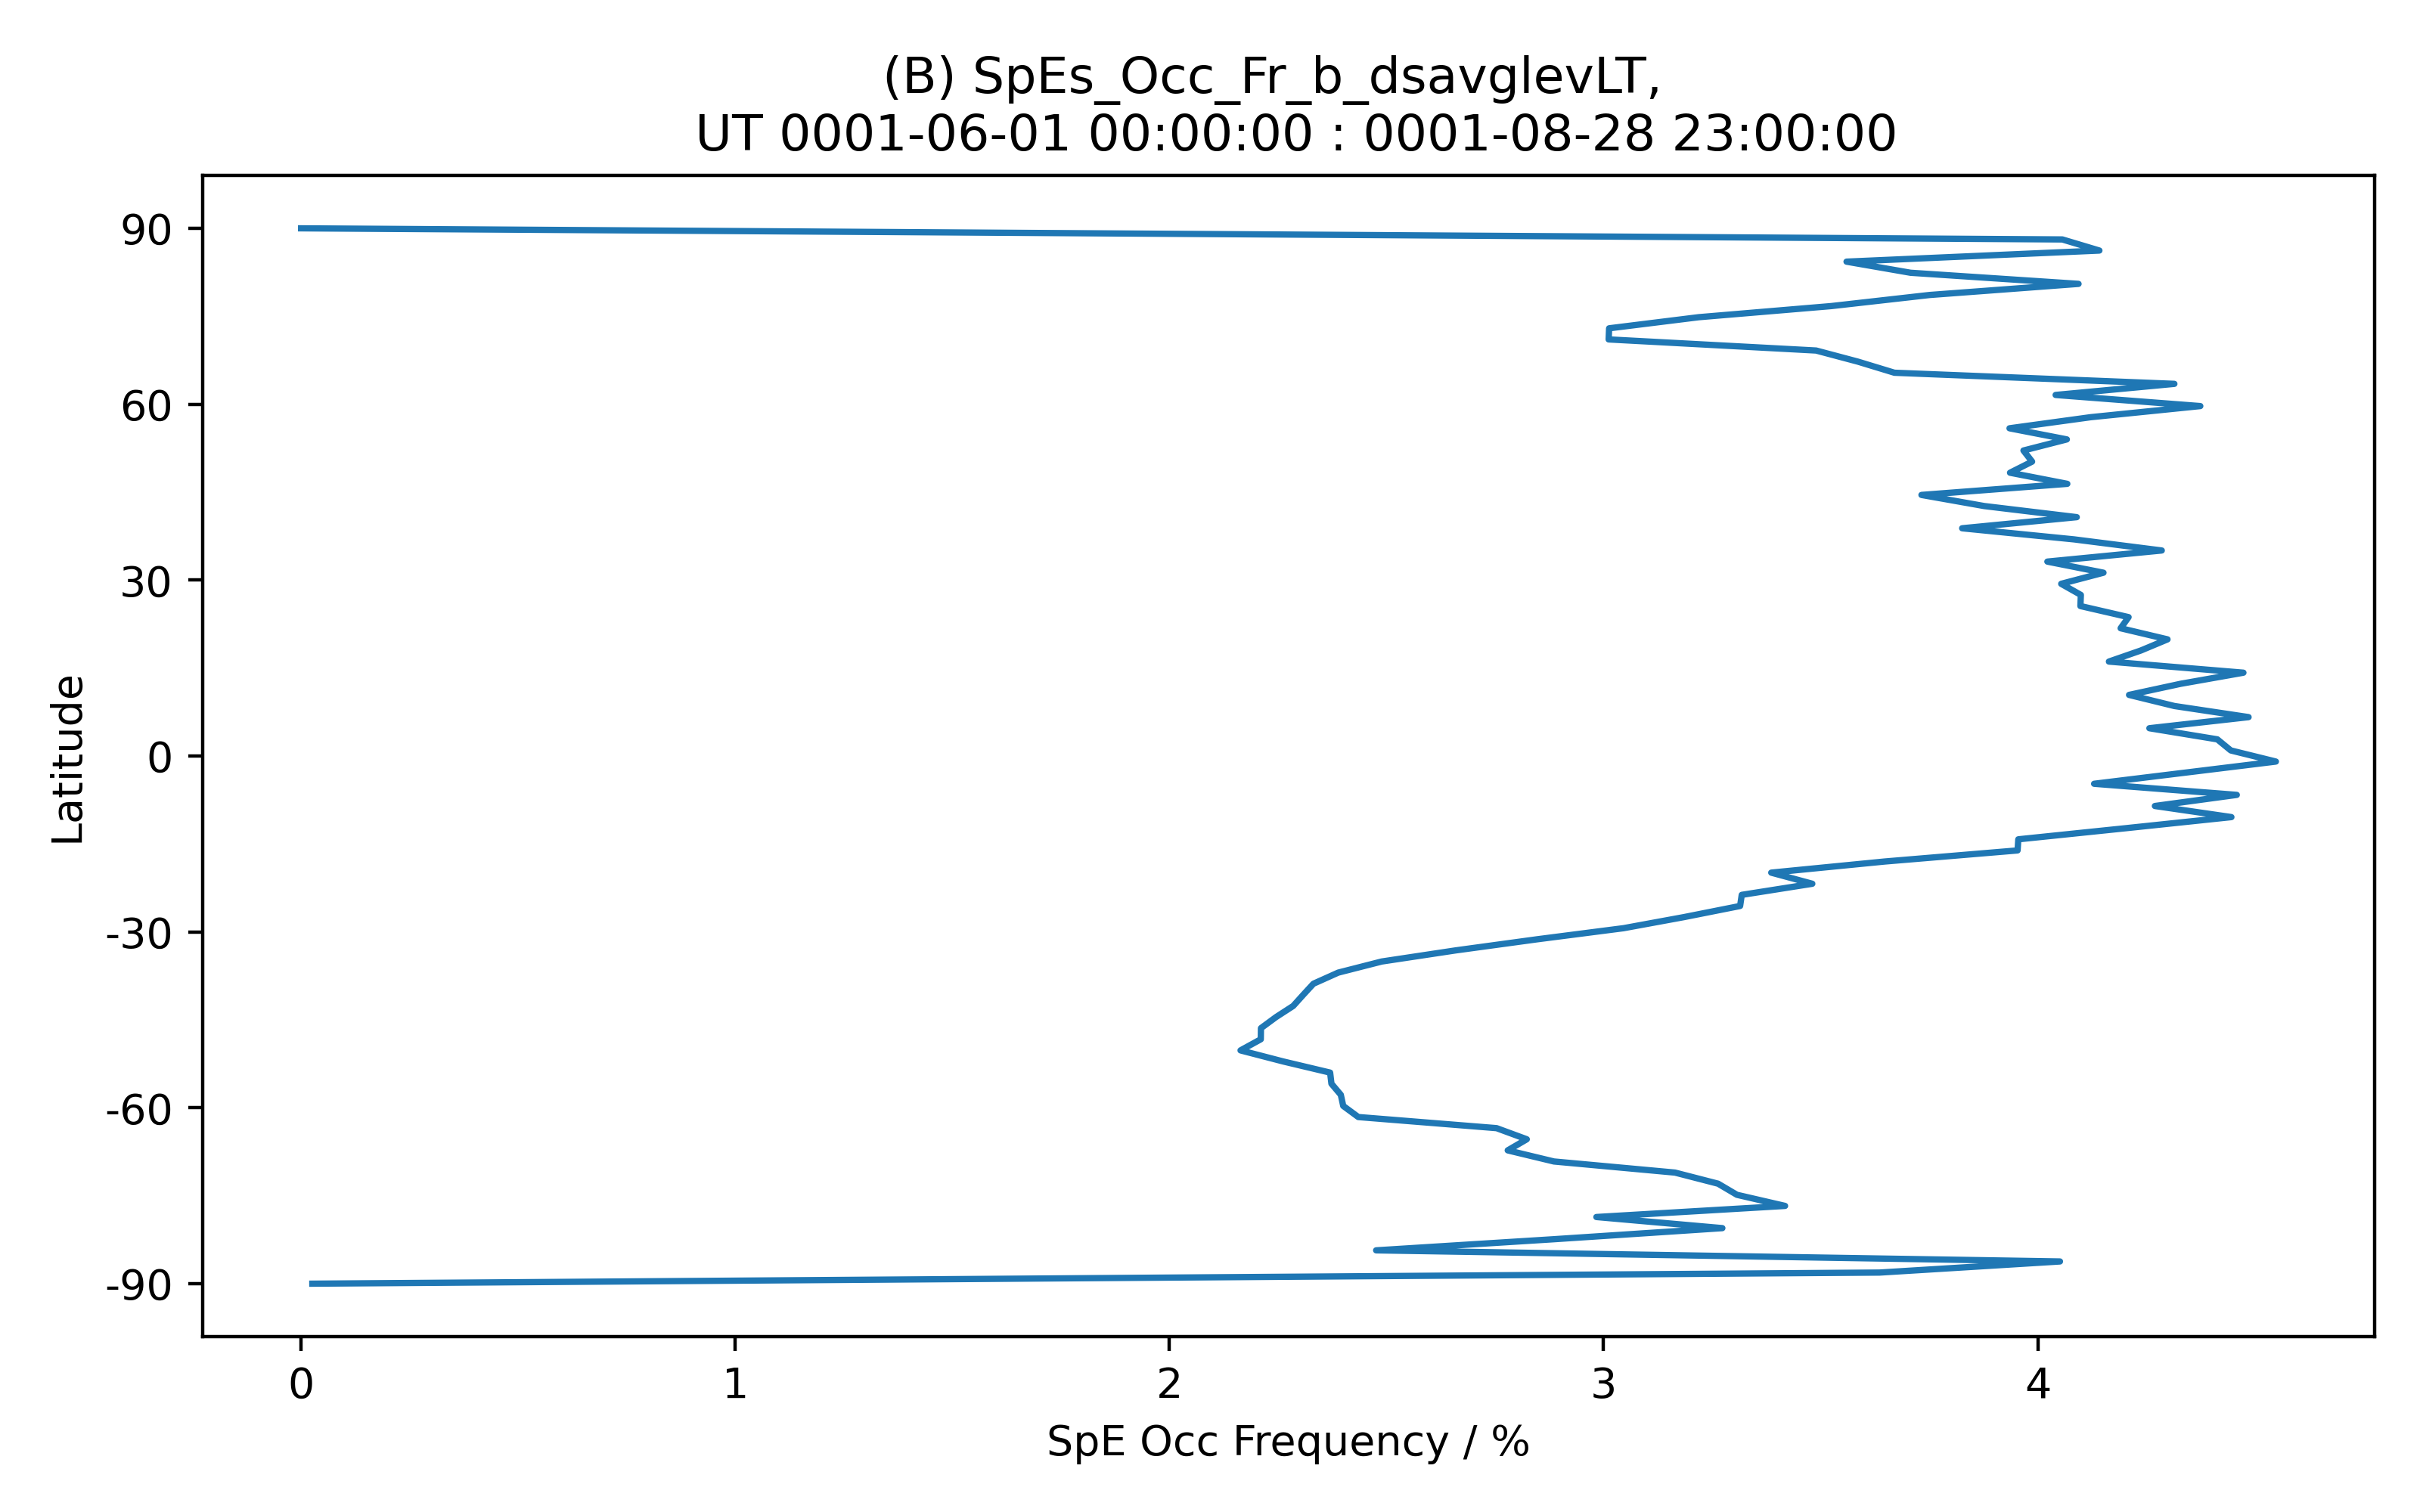 (B) SpEs_Occ_Fr_b_dsavglevLT,
UT 0001-06-01 00:00:00 : 0001-08-28 23:00:00
90
60
30
0
-30
-60
-90
Latitude
0 1 2 3 4
SpE Occ Frequency / %